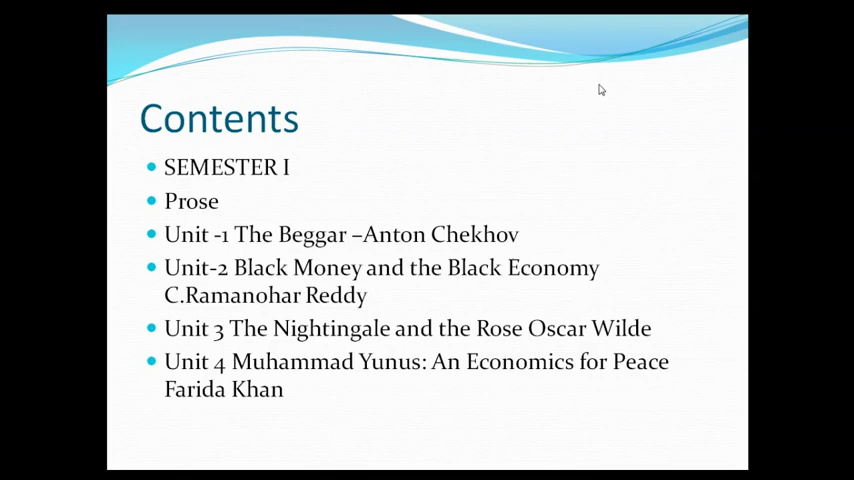 Contents
SEMESTER I
Prose
Unit -1 The Beggar –Anton Chekhov
Unit-2 Black Money and the Black Economy
C.Ramanohar Reddy
Unit 3 The Nightingale and the Rose Oscar Wilde
Unit 4 Muhammad Yunus: An Economics for Peace
Farida Khan